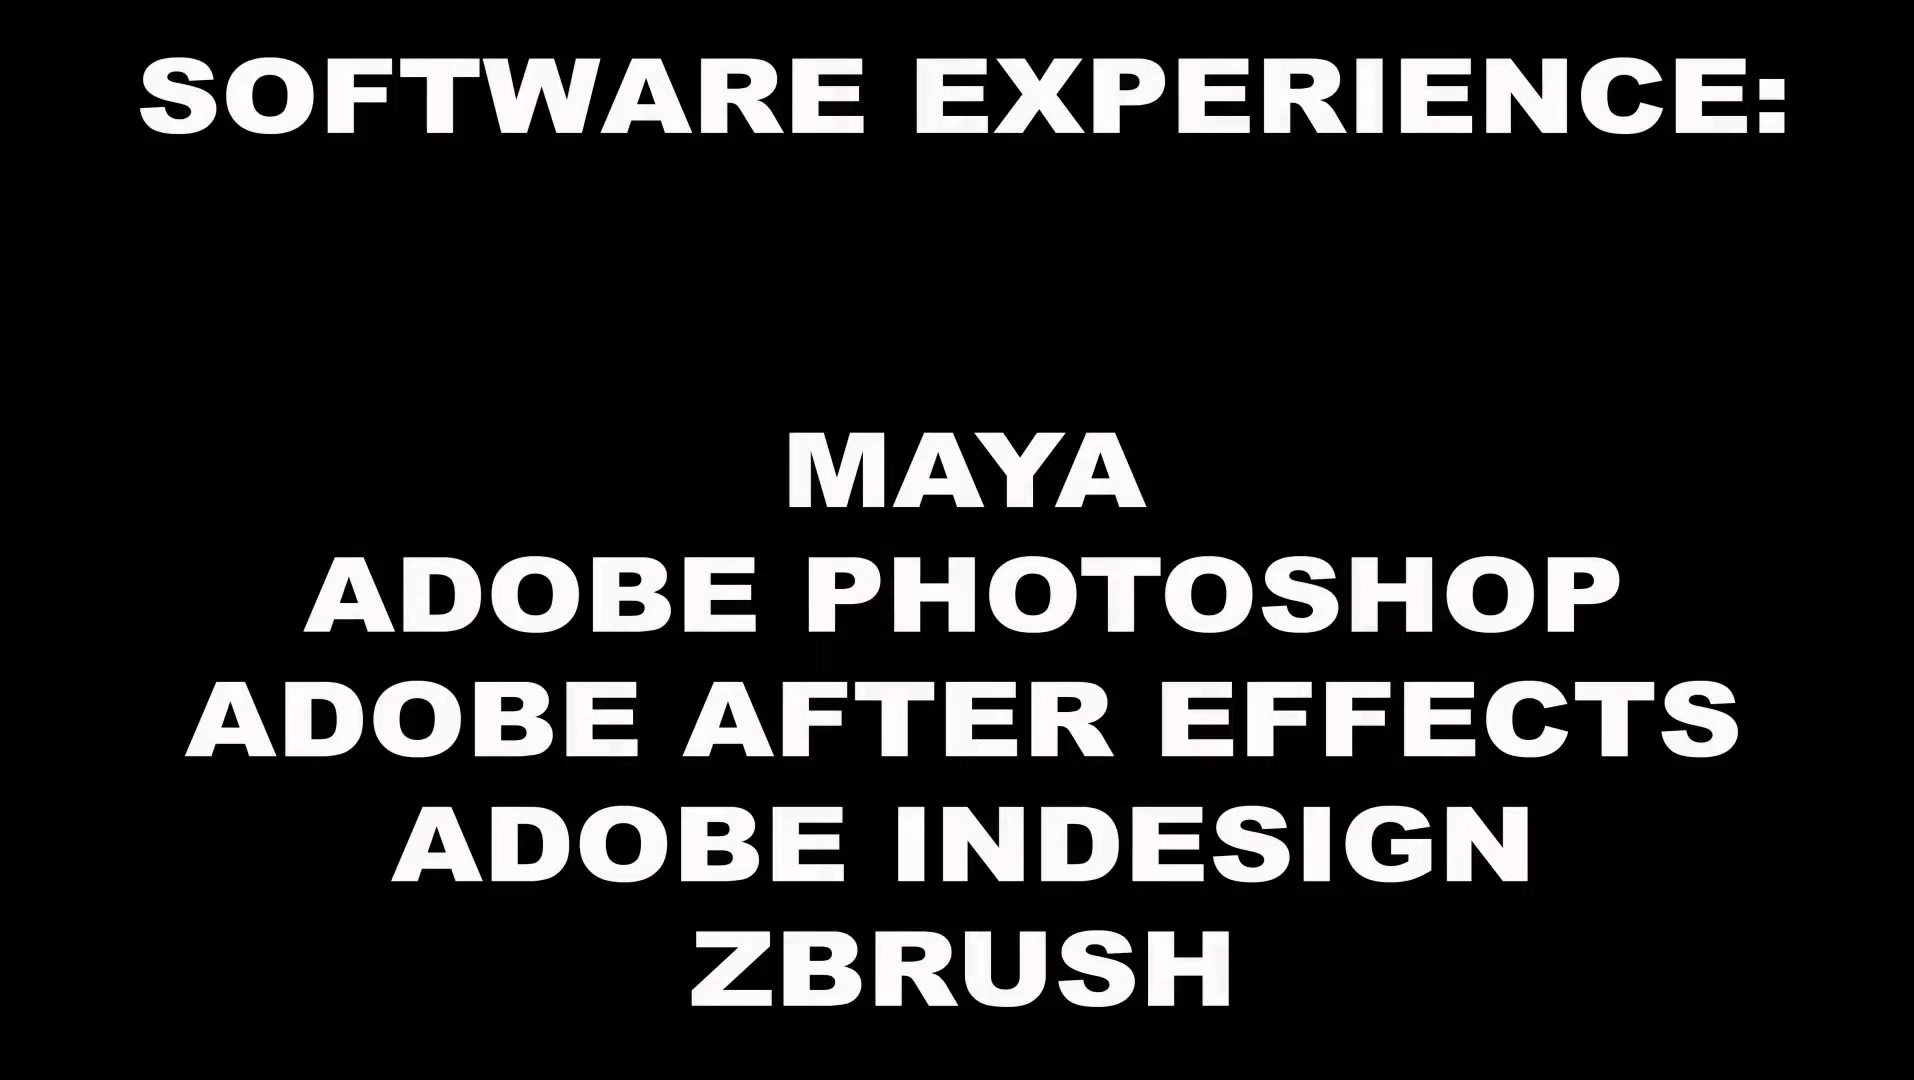 SOFTWARE EXPERIENCE:
MAYA
ADOBE PHOTOSHOP
ADOBE AFTER EFFECTS
ADOBE INDESIGN
ZBRUSH